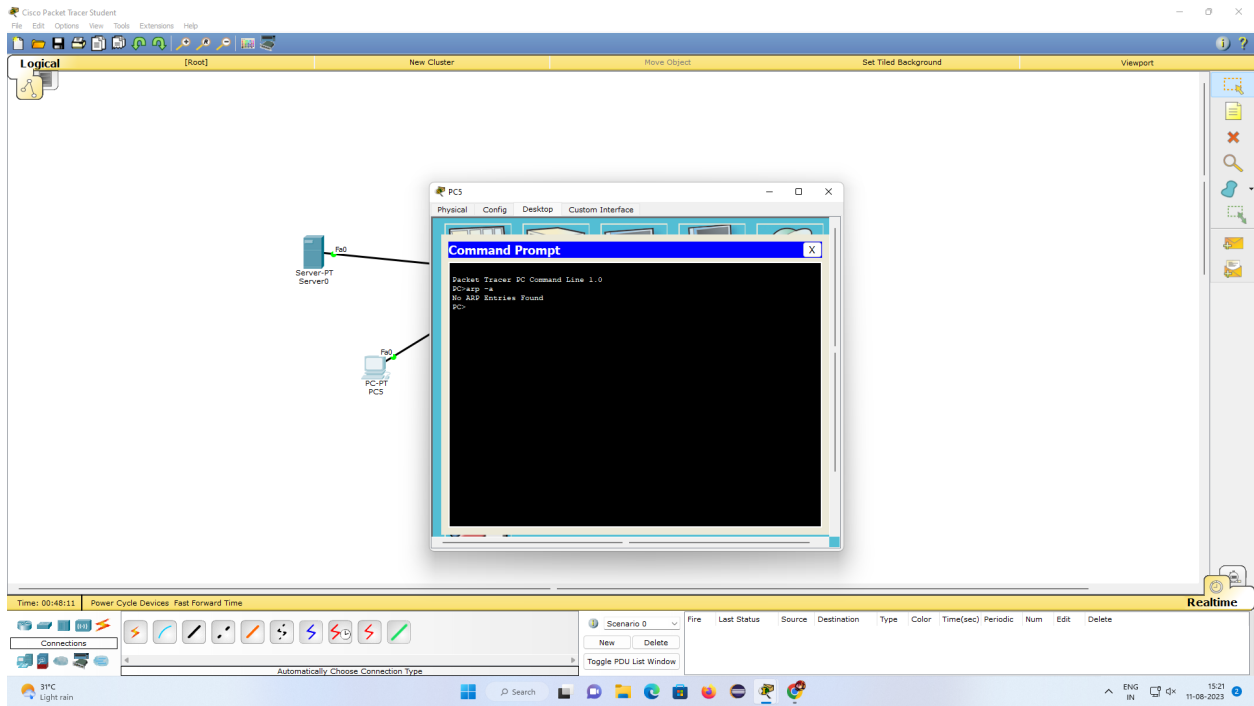 Cisco Packet Tracer Student
File Edit Options View Tools Extensions Help
Logical [Root] New Cluster Move Object Set Tiled Background Viewport
PC5
Physical Config Desktop Custom Interface
Command Prompt X
Packet Tracer PC Command Line 1.0
PC>arp -a
No ARP Entries Found
PC>
Fa0
Server-PT
Server0
Fa0
PC-PT
PC5
Time: 00:48:11 Power Cycle Devices Fast Forward Time Realtime
Connections
Automatically Choose Connection Type
Scenario 0
New Delete
Toggle PDU List Window
Fire Last Status Source Destination Type Color Time(sec) Periodic Num Edit Delete
31°C
Light rain
Search
ENG
IN
15:21
11-08-2023
2